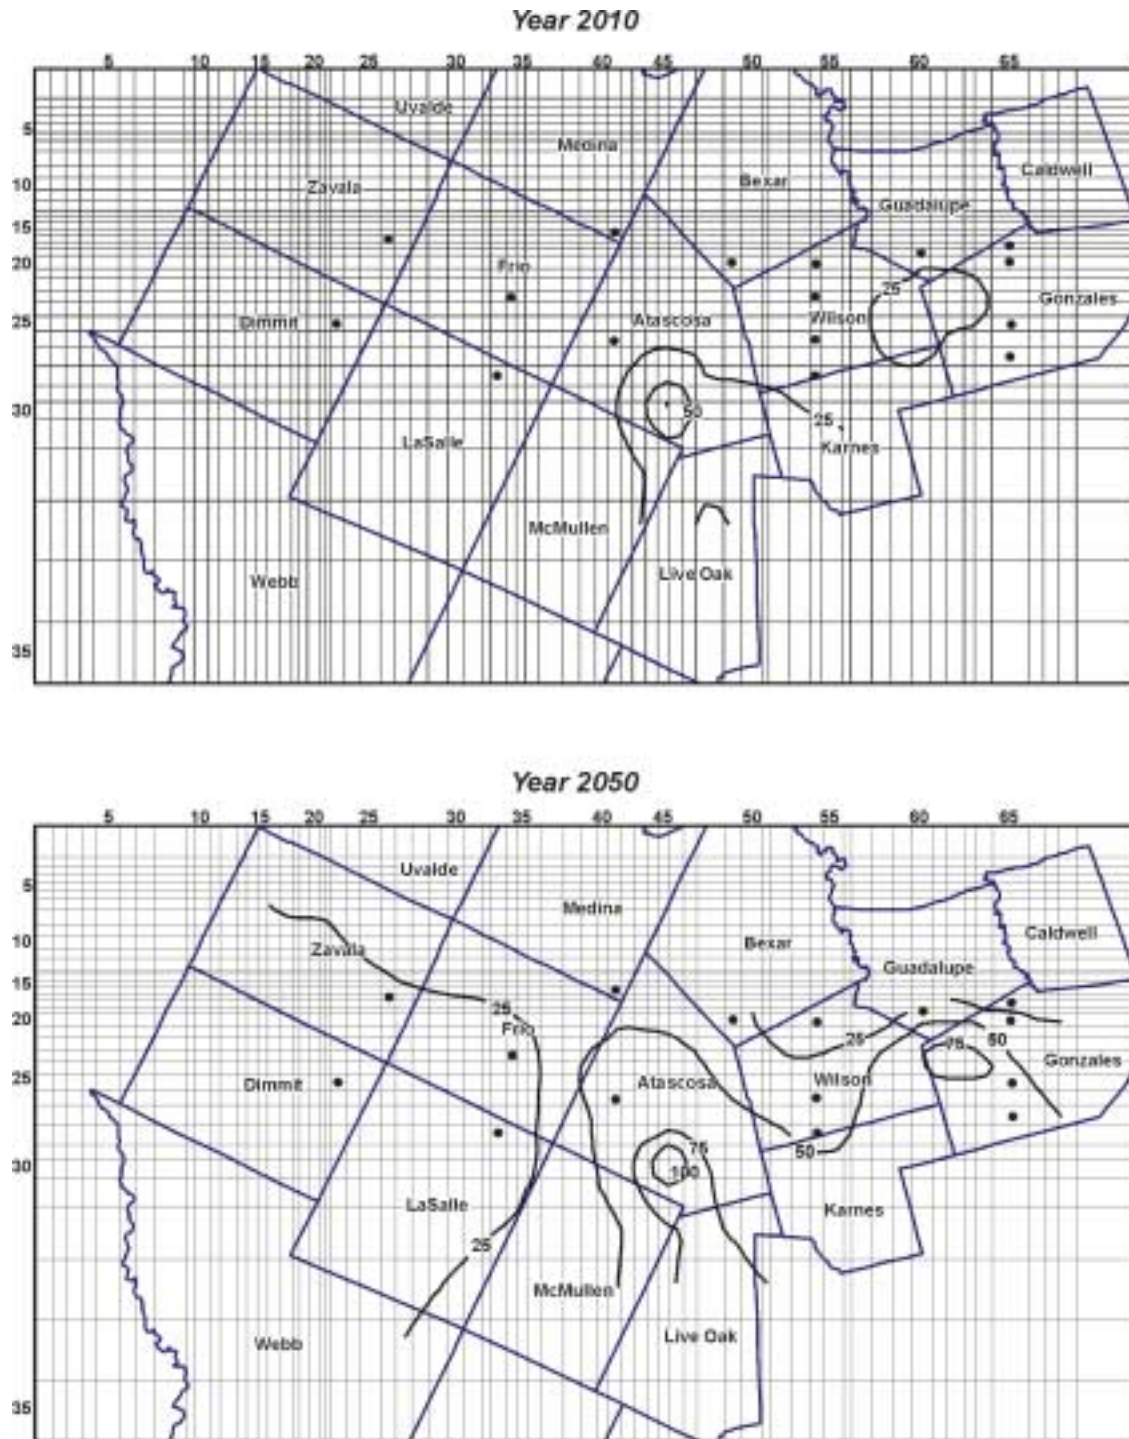 Year 2010
5 10 15 20 25 30 35 40 45 50 55 60 65
Uvalde
5
Medina
Caldwell
Bexar
10
Zavala
Guadalupe
15
20
Frio
25
Gonzales
Wilson
Atascosa
25
Dimmit
30
50
25
LaSalle
Karnes
McMullen
Live Oak
Webb
35
Year 2050
5 10 15 20 25 30 35 40 45 50 55 60 65
Uvalde
5
Medina
Caldwell
10
Bexar
Zavala
Guadalupe
15
25
20
Frio
25
75
50
Gonzales
25
Dimmit
Atascosa
Wilson
75
50
30
100
LaSalle
Karnes
25
McMullen
Live Oak
Webb
35